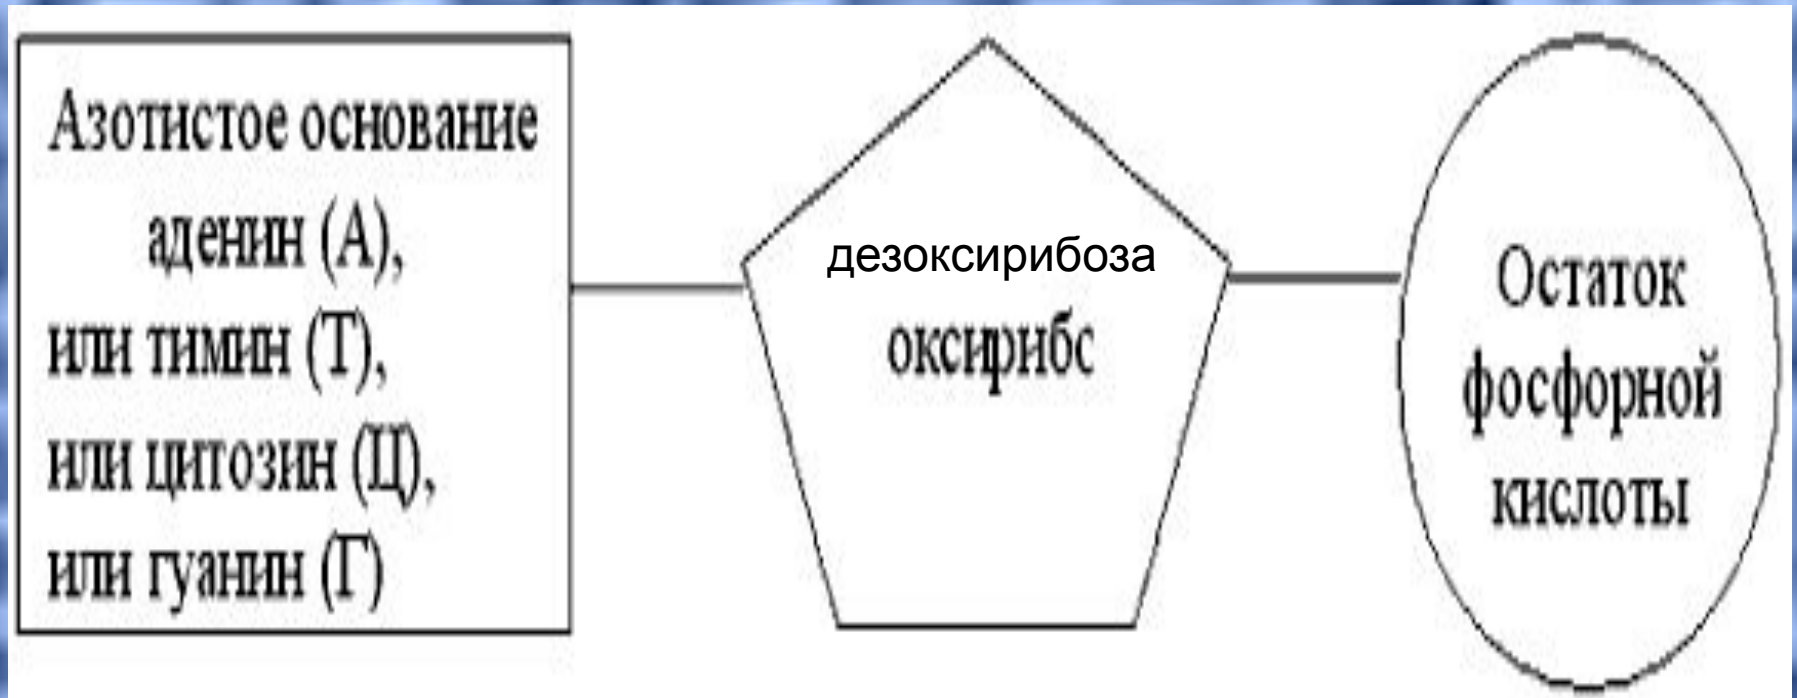 Азотистое основание
аденин (А),
или тимин (Т),
или цитозин (Ц),
или гуанин (Г)
дезоксирибоза
оксирибс
Остаток
фосфорной
кислоты